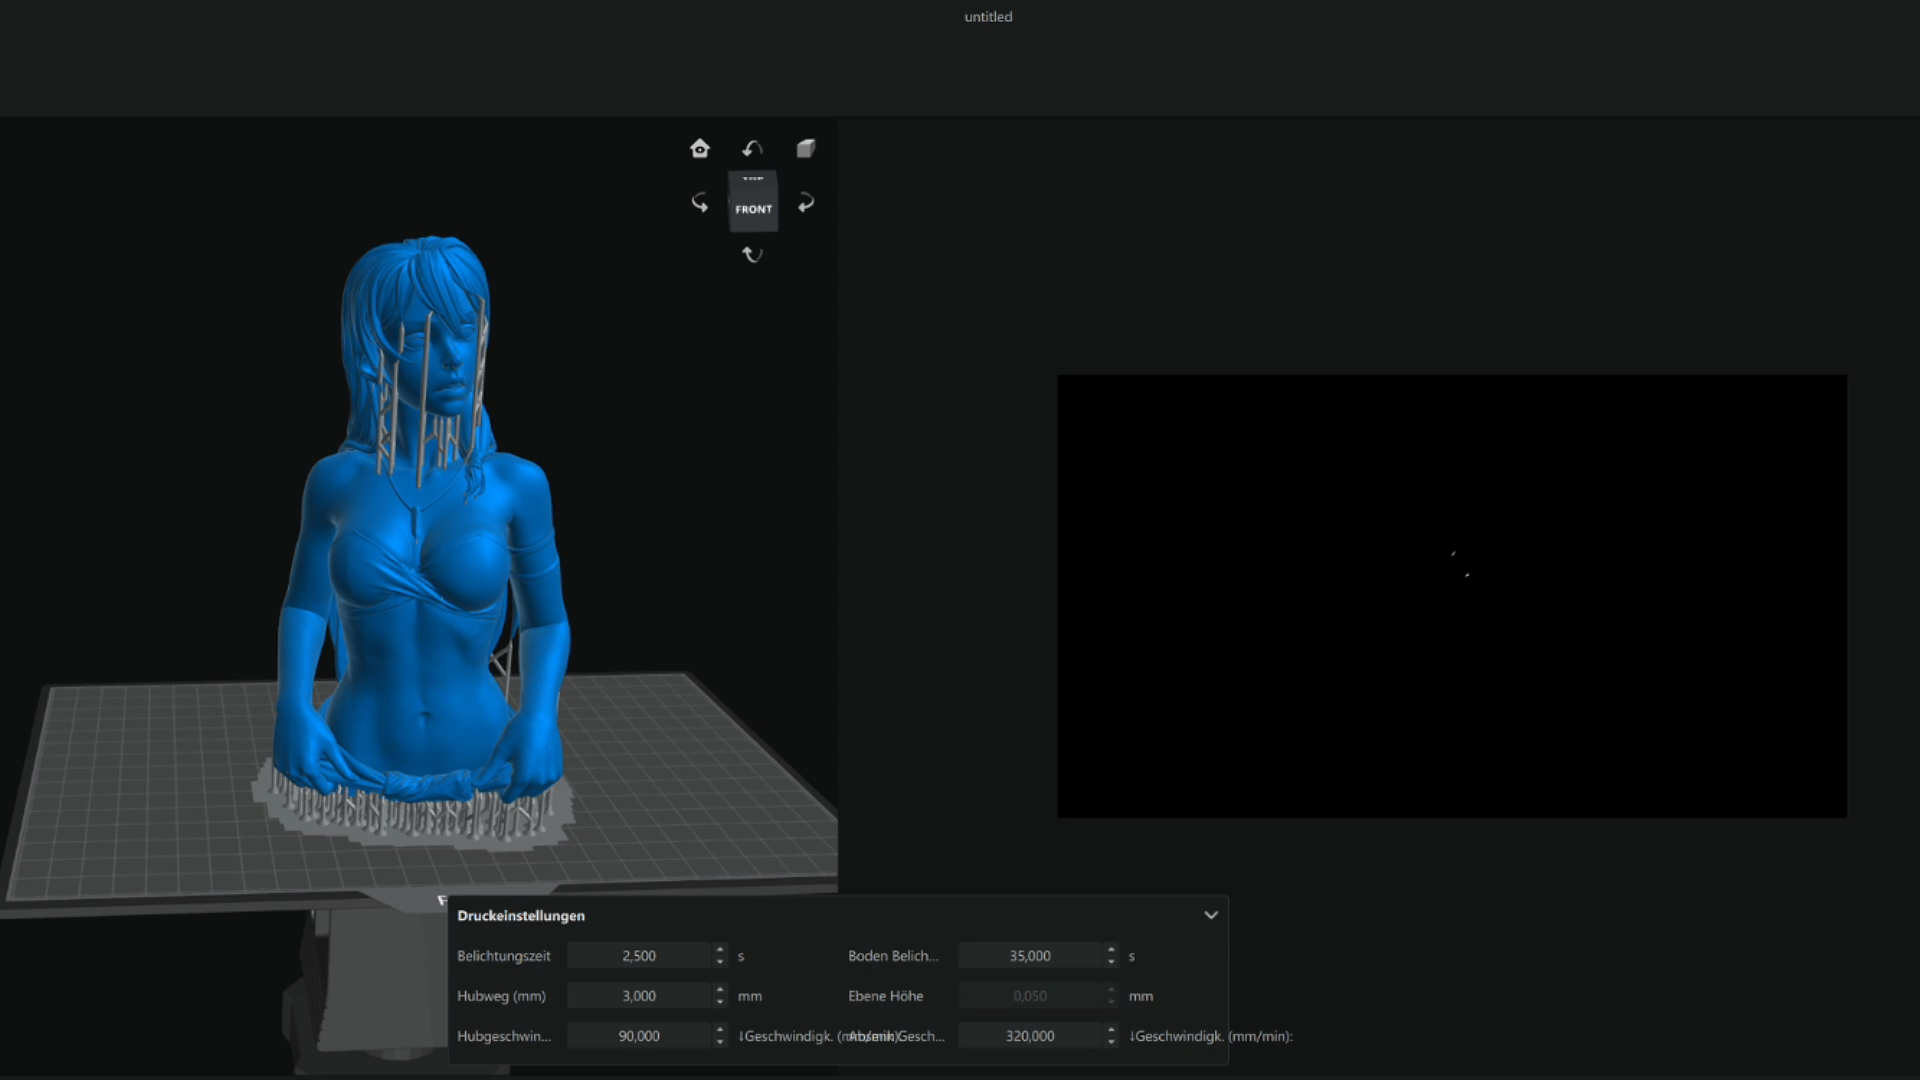 untitled
FRONT
Druckeinstellungen
Belichtungszeit 2,500 s Boden Belich... 35,000 s
Hubweg (mm) 3,000 mm Ebene Höhe 0,050 mm
Hubgeschwin... 90,000 ↓Geschwindigk. 320,000 ↓Geschwindigk. (mm/min):